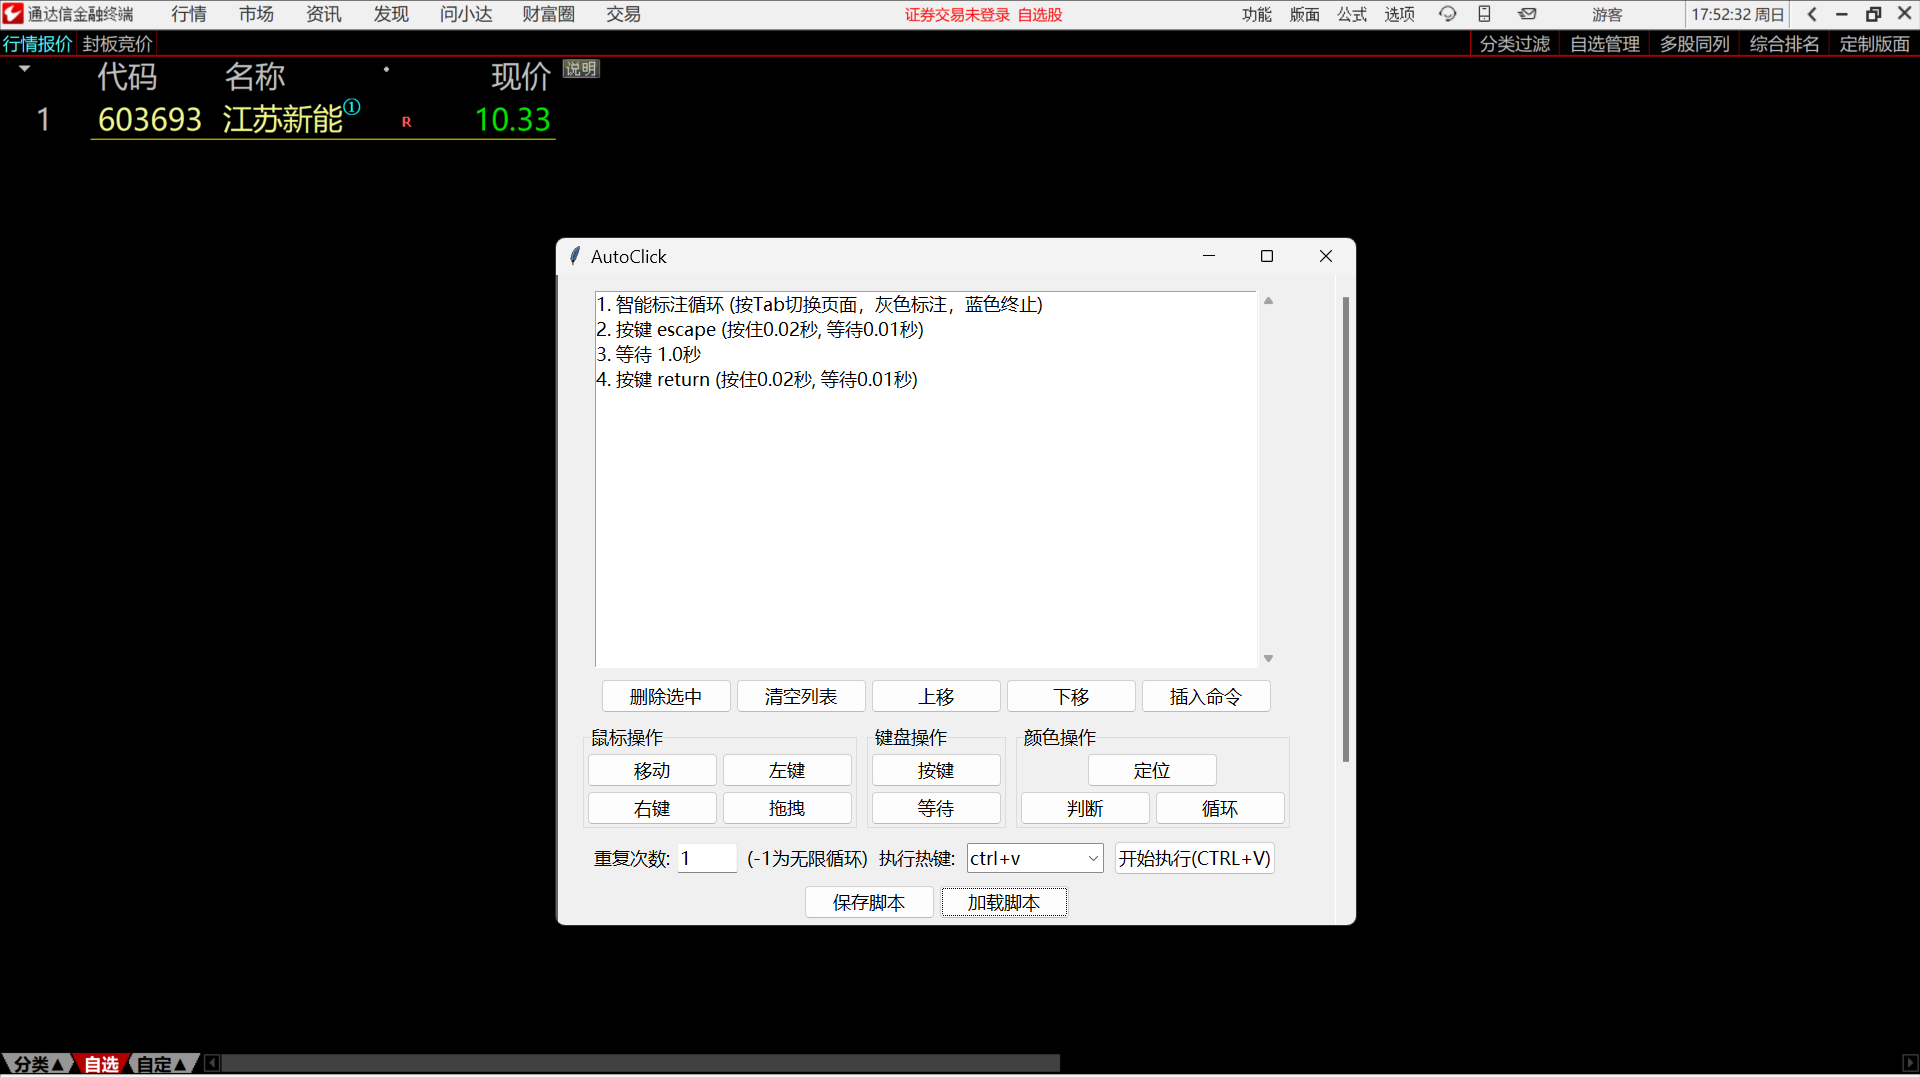 通达信金融终端 行情 市场 资讯 发现 问小达 财富圈 交易 证券交易未登录 自选股 功能 版面 公式 选项 游客 17:52:32 周日
行情报价 封板竞价 分类过滤 自选管理 多股同列 综合排名 定制版面
代码 名称 现价 说明
1 603693 江苏新能① R 10.33
AutoClick
1. 智能标注循环 (按Tab切换页面，灰色标注，蓝色终止)
2. 按键 escape (按住0.02秒, 等待0.01秒)
3. 等待 1.0秒
4. 按键 return (按住0.02秒, 等待0.01秒)
删除选中 清空列表 上移 下移 插入命令
鼠标操作 键盘操作 颜色操作
移动 左键 按键 定位
右键 拖拽 等待 判断 循环
重复次数: 1 (-1为无限循环) 执行热键: ctrl+v 开始执行(CTRL+V)
保存脚本 加载脚本
分类▲ 自选 自定▲